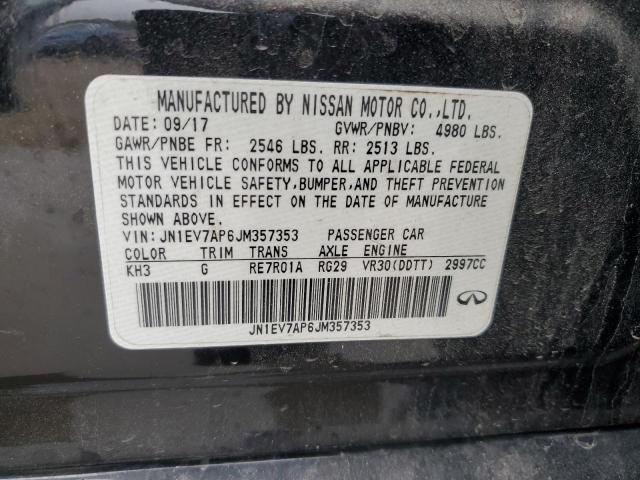 MANUFACTURED BY NISSAN MOTOR CO.,LTD.
DATE: 09/17 GVWR/PNBV: 4980 LBS.
GAWR/PNBE FR: 2546 LBS. RR: 2513 LBS.
THIS VEHICLE CONFORMS TO ALL APPLICABLE FEDERAL
MOTOR VEHICLE SAFETY,BUMPER,AND THEFT PREVENTION
STANDARDS IN EFFECT ON THE DATE OF MANUFACTURE
SHOWN ABOVE.
VIN: JN1EV7AP6JM357353 PASSENGER CAR
COLOR TRIM TRANS AXLE ENGINE
KH3 G RE7R01A RG29 VR30(DDTT) 2997CC
JN1EV7AP6JM357353